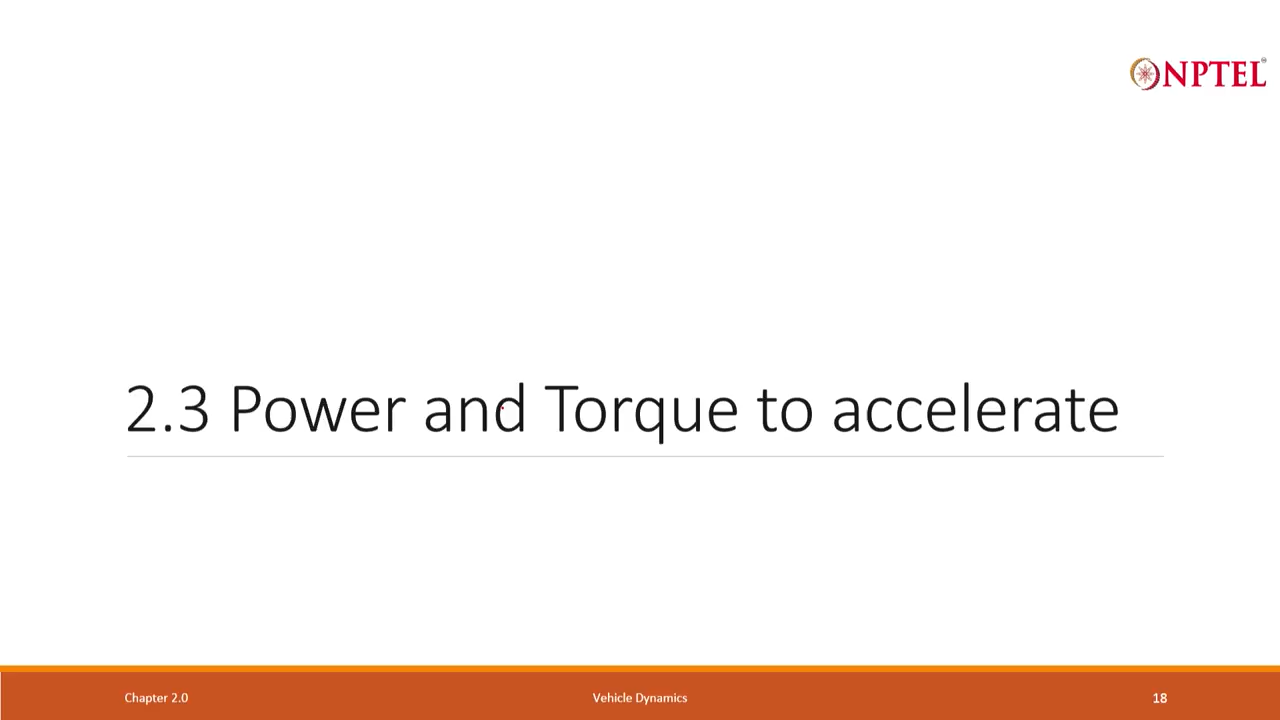 NPTEL
2.3 Power and Torque to accelerate
Chapter 2.0
Vehicle Dynamics
18